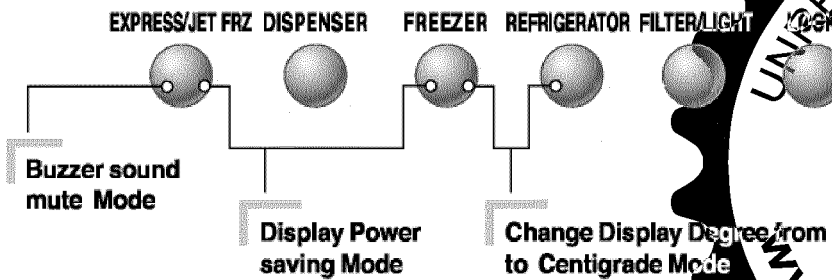 EXPRESS/JET FRZ DISPENSER FREEZER REFRIGERATOR FILTER/LIGHT
Buzzer sound
mute Mode
Display Power
saving Mode
Change Display Degree from
to Centigrade Mode